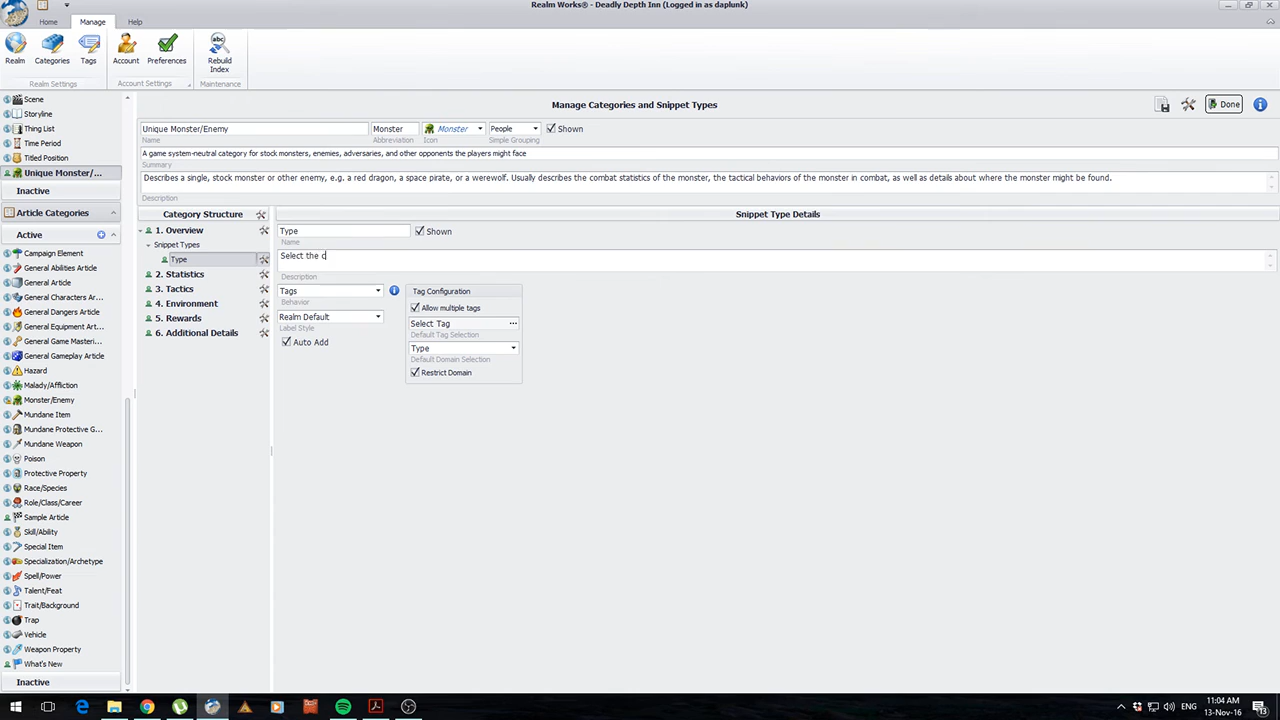 Realm Works® - Deadly Depth Inn (Logged in as daplunk)
Home
Manage
Help
Realm
Categories
Tags
Account
Preferences
Rebuild Index
Realm Settings
Account Settings
Maintenance
Scene
Storyline
Thing List
Time Period
Titled Position
Unique Monster/...
Inactive
Article Categories
Active
Campaign Element
General Abilities Article
General Article
General Characters Ar...
General Dangers Article
General Equipment Art...
General Game Masteri...
General Gameplay Article
Hazard
Malady/Affliction
Monster/Enemy
Mundane Item
Mundane Protective G...
Mundane Weapon
Poison
Protective Property
Race/Species
Role/Class/Career
Sample Article
Skill/Ability
Special Item
Specialization/Archetype
Spell/Power
Talent/Feat
Trait/Background
Trap
Vehicle
Weapon Property
What's New
Inactive
Manage Categories and Snippet Types
Done
Unique Monster/Enemy
Monster
Monster
People
Shown
Name
Abbreviation
Icon
Simple Grouping
A game system-neutral category for stock monsters, enemies, adversaries, and other opponents the players might face
Summary
Describes a single, stock monster or other enemy, e.g. a red dragon, a space pirate, or a werewolf. Usually describes the combat statistics of the monster, the tactical behaviors of the monster in combat, as well as details about where the monster might be found.
Description
Category Structure
1. Overview
Snippet Types
Type
2. Statistics
3. Tactics
4. Environment
5. Rewards
6. Additional Details
Snippet Type Details
Type
Shown
Name
Select the c
Description
Tags
Behavior
Realm Default
Label Style
Auto Add
Tag Configuration
Allow multiple tags
Select Tag
...
Default Tag Selection
Type
Default Domain Selection
Restrict Domain
ENG
11:04 AM
13-Nov-16